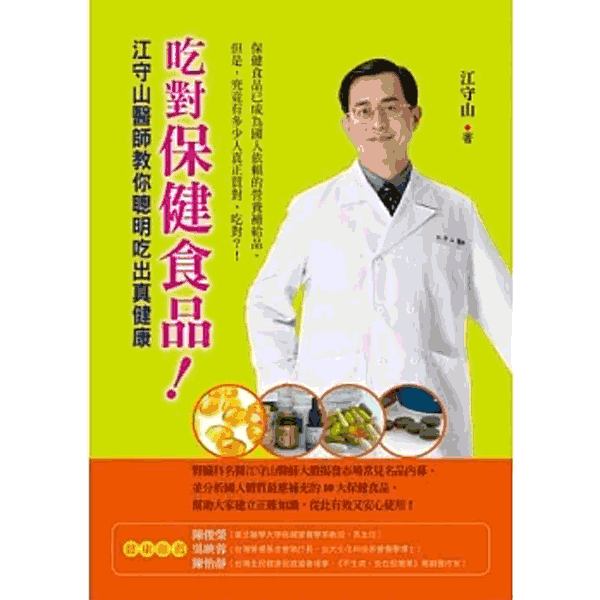 保健食品已成為國人依賴的營養補給品，
但是，究竟有多少人真正買對、吃對？！
吃對保健食品！
江守山醫師教你聰明吃出真健康
江守山◆著
腎臟科名醫江守山醫師大膽揭發市場常見名品內幕，
並分析國人體質最應補充的10大保健食品，
幫助大家建立正確知識，從此有效又安心使用！
健康推薦
陳俊榮
吳映蓉
陳怡靜